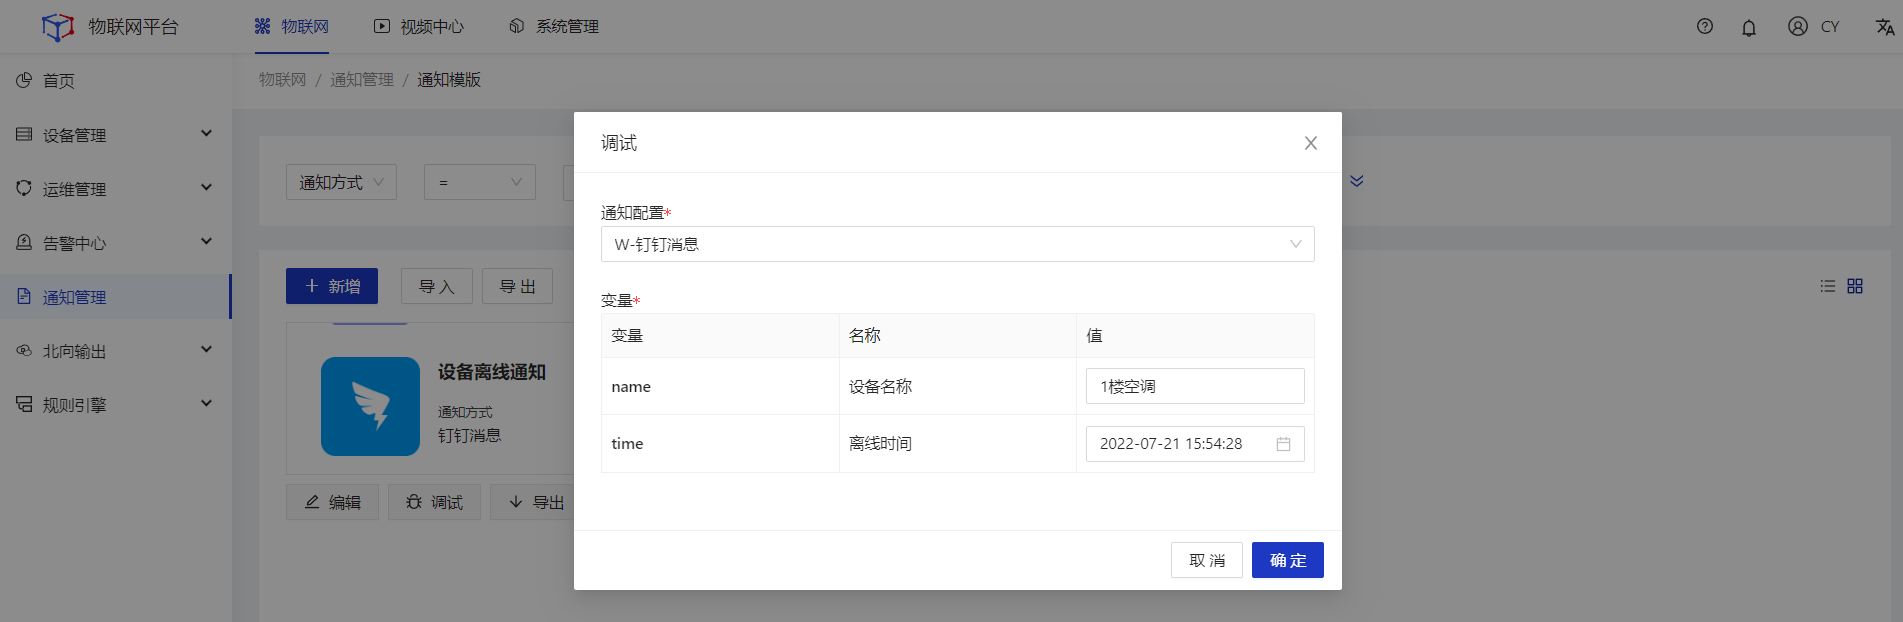 物联网平台
物联网
视频中心
系统管理
CY
首页
设备管理
运维管理
告警中心
通知管理
北向输出
规则引擎
物联网 / 通知管理 / 通知模版
通知方式
=
+ 新增
导入
导出
设备离线通知
通知方式
钉钉消息
编辑
调试
导出
调试
通知配置*
W-钉钉消息
变量*
变量 名称 值
name 设备名称 1楼空调
time 离线时间 2022-07-21 15:54:28
取消
确定